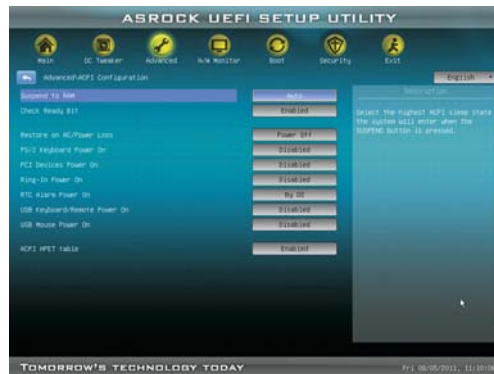 ASROCK UEFI SETUP UTILITY
Main
OC Tweaker
Advanced
H/W Monitor
Boot
Security
Exit
Advanced\ACPI Configuration
English
Suspend to RAM
Auto
Check Ready Bit
Enabled
Restore on AC/Power Loss
Power Off
PS/2 Keyboard Power On
Disabled
PCI Devices Power On
Disabled
Ring-In Power On
Disabled
RTC Alarm Power On
By OS
USB Keyboard/Remote Power On
Disabled
USB Mouse Power On
Disabled
ACPI HPET table
Enabled
Description
Select the highest ACPI sleep state
the system will enter when the
SUSPEND button is pressed.
TOMORROW'S TECHNOLOGY TODAY
Fri 08/05/2011,